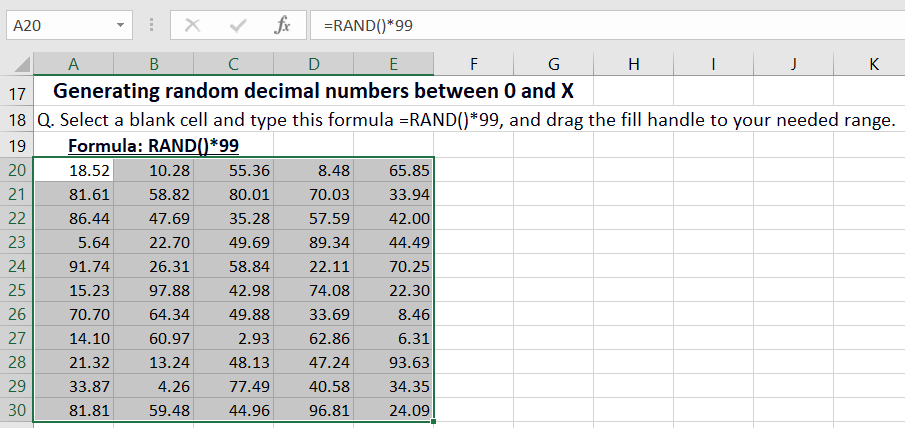 A20 fx =RAND()*99
A B C D E F G H I J K
17 Generating random decimal numbers between 0 and X
18 Q. Select a blank cell and type this formula =RAND()*99, and drag the fill handle to your needed range.
19 Formula: RAND()*99
20 18.52 10.28 55.36 8.48 65.85
21 81.61 58.82 80.01 70.03 33.94
22 86.44 47.69 35.28 57.59 42.00
23 5.64 22.70 49.69 89.34 44.49
24 91.74 26.31 58.84 22.11 70.25
25 15.23 97.88 42.98 74.08 22.30
26 70.70 64.34 49.88 33.69 8.46
27 14.10 60.97 2.93 62.86 6.31
28 21.32 13.24 48.13 47.24 93.63
29 33.87 4.26 77.49 40.58 34.35
30 81.81 59.48 44.96 96.81 24.09